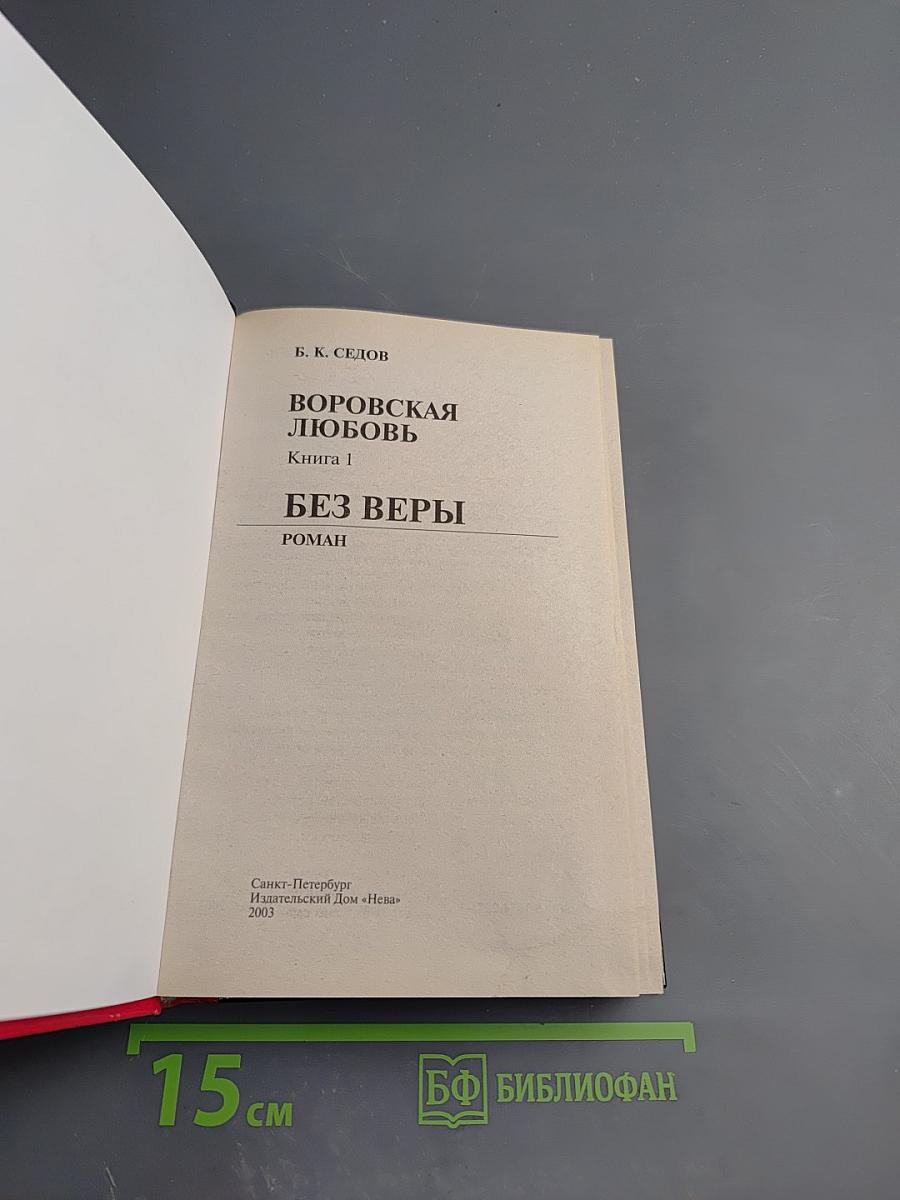 Б. К. СЕДОВ
ВОРОВСКАЯ
ЛЮБОВЬ
Книга 1
БЕЗ ВЕРЫ
РОМАН
Санкт-Петербург
Издательский Дом «Нева»
2003
15 см
БФ БИБЛИОФАН